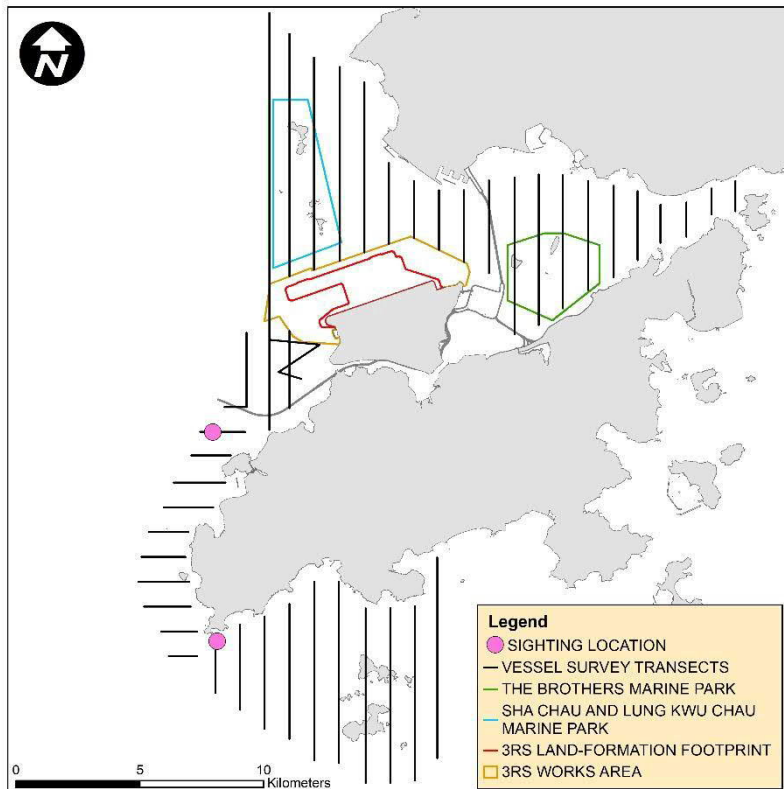 N
Legend
SIGHTING LOCATION
VESSEL SURVEY TRANSECTS
THE BROTHERS MARINE PARK
SHA CHAU AND LUNG KWU CHAU
MARINE PARK
3RS LAND-FORMATION FOOTPRINT
3RS WORKS AREA
0 5 10
Kilometers